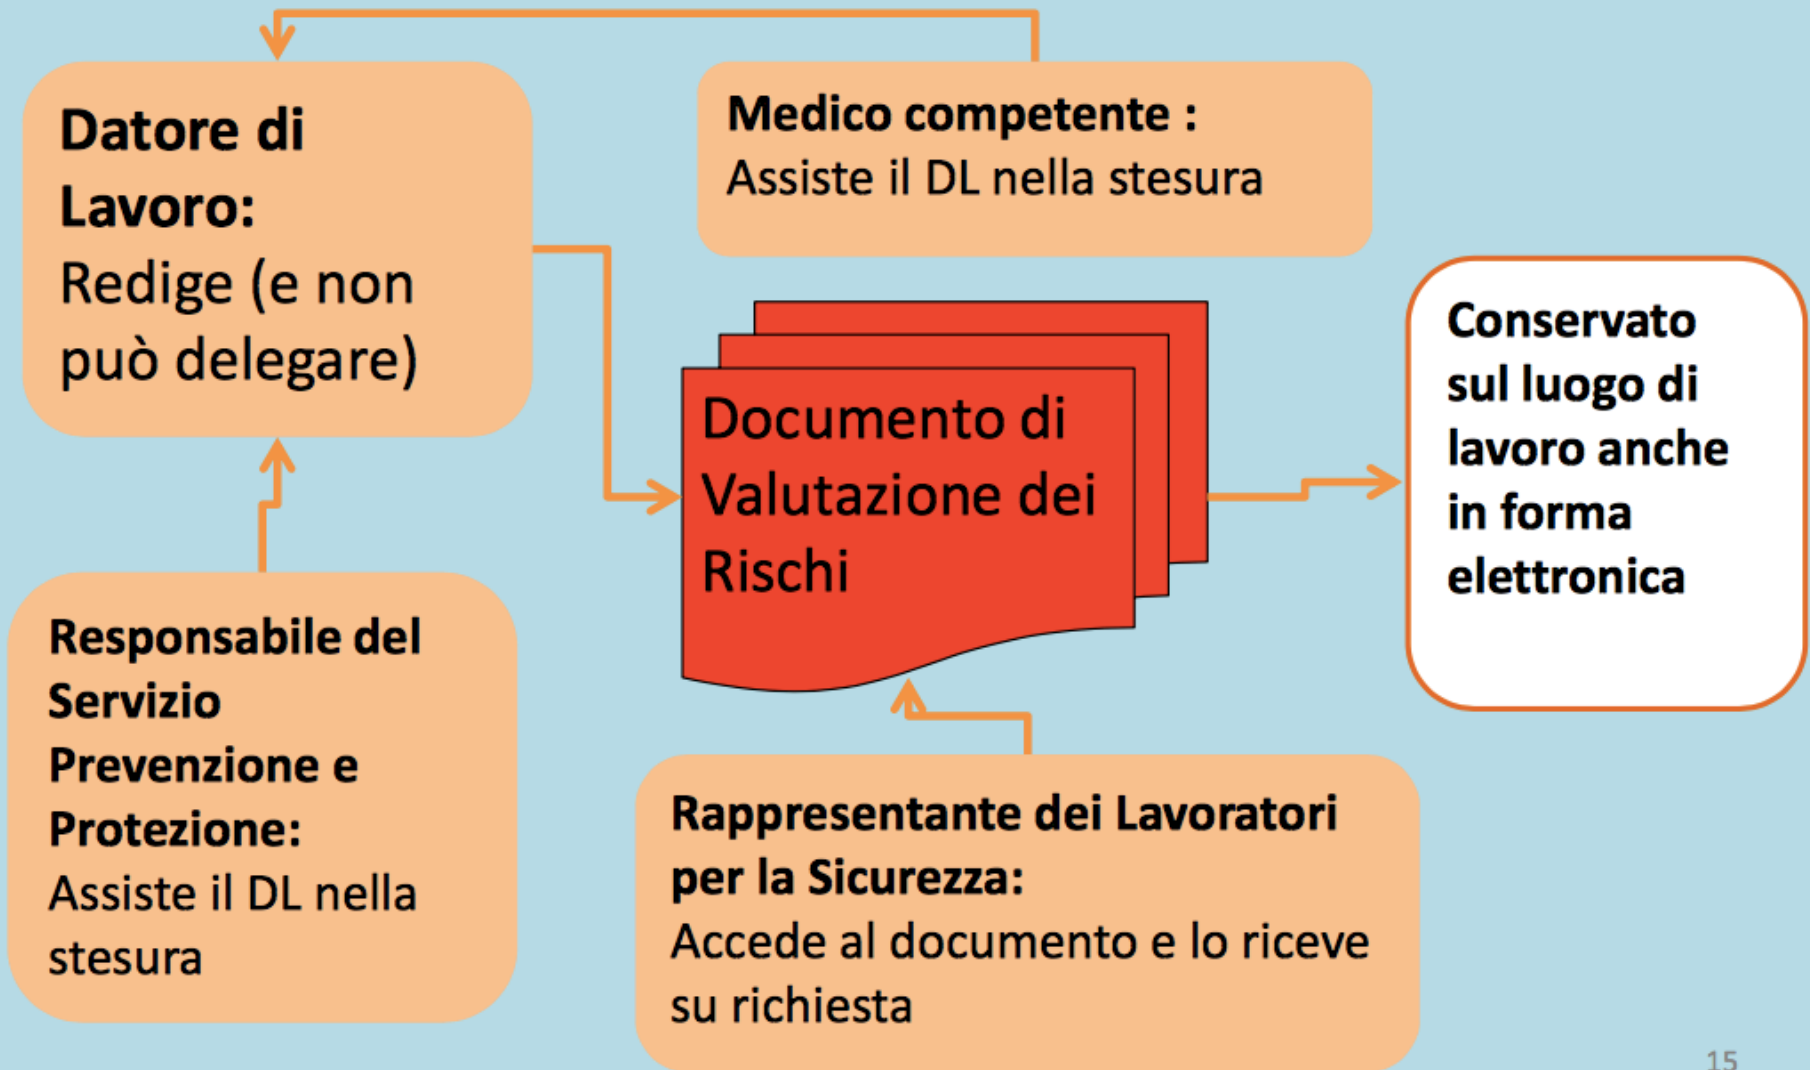 Datore di
Lavoro:
Redige (e non
può delegare)
Medico competente :
Assiste il DL nella stesura
Documento di
Valutazione dei
Rischi
Conservato
sul luogo di
lavoro anche
in forma
elettronica
Responsabile del
Servizio
Prevenzione e
Protezione:
Assiste il DL nella
stesura
Rappresentante dei Lavoratori
per la Sicurezza:
Accede al documento e lo riceve
su richiesta
15